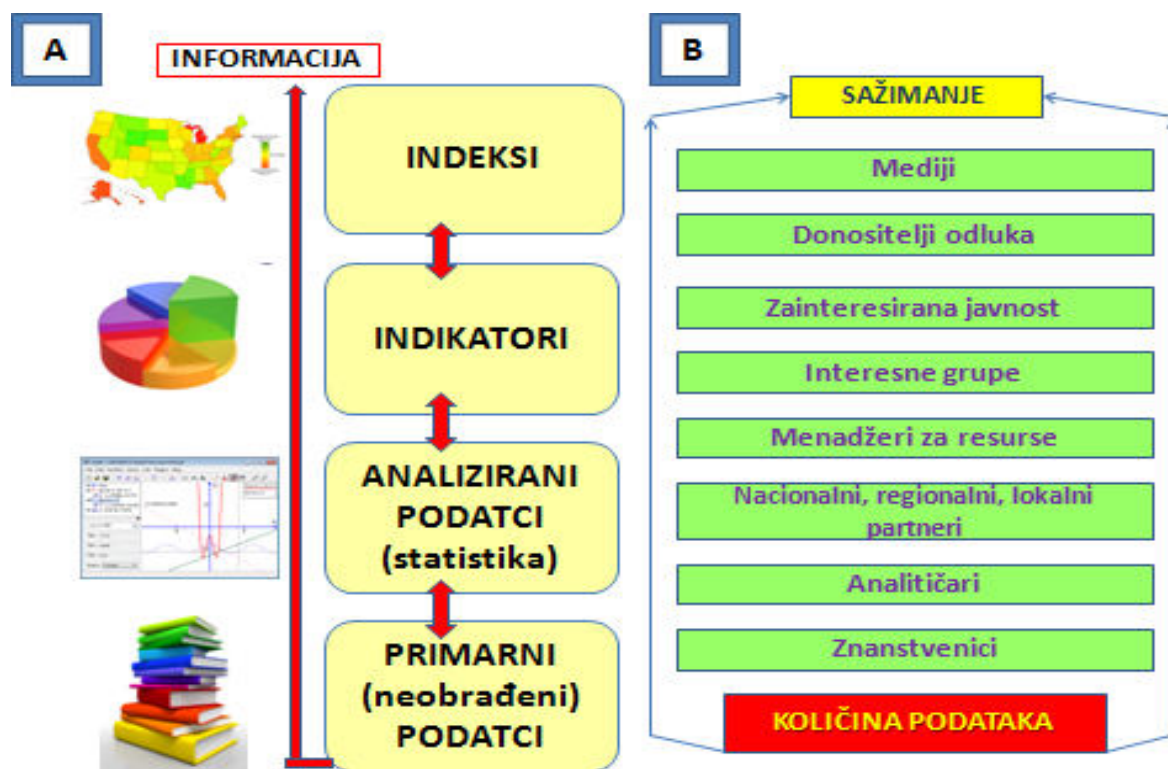 A
INFORMACIJA
INDEKSI
INDIKATORI
ANALIZIRANI
PODATCI
(statistika)
PRIMARNI
(neobrađeni)
PODATCI
B
SAŽIMANJE
Mediji
Donositelji odluka
Zainteresirana javnost
Interesne grupe
Menadžeri za resurse
Nacionalni, regionalni, lokalni
partneri
Analitičari
Znanstvenici
KOLIČINA PODATAKA